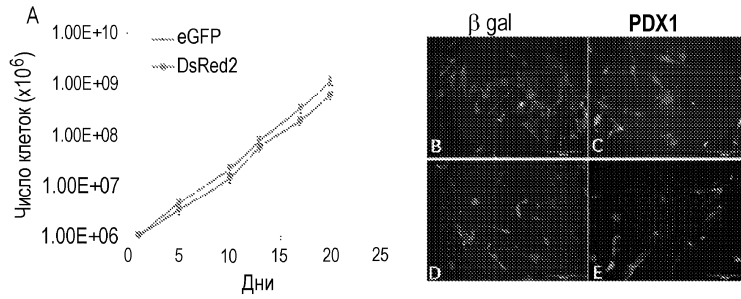 A
1.00E+10
1.00E+09
1.00E+08
1.00E+07
1.00E+06
Число клеток (x10⁶)
eGFP
DsRed2
0 5 10 15 20 25
Дни
β gal
PDX1
B
C
D
E